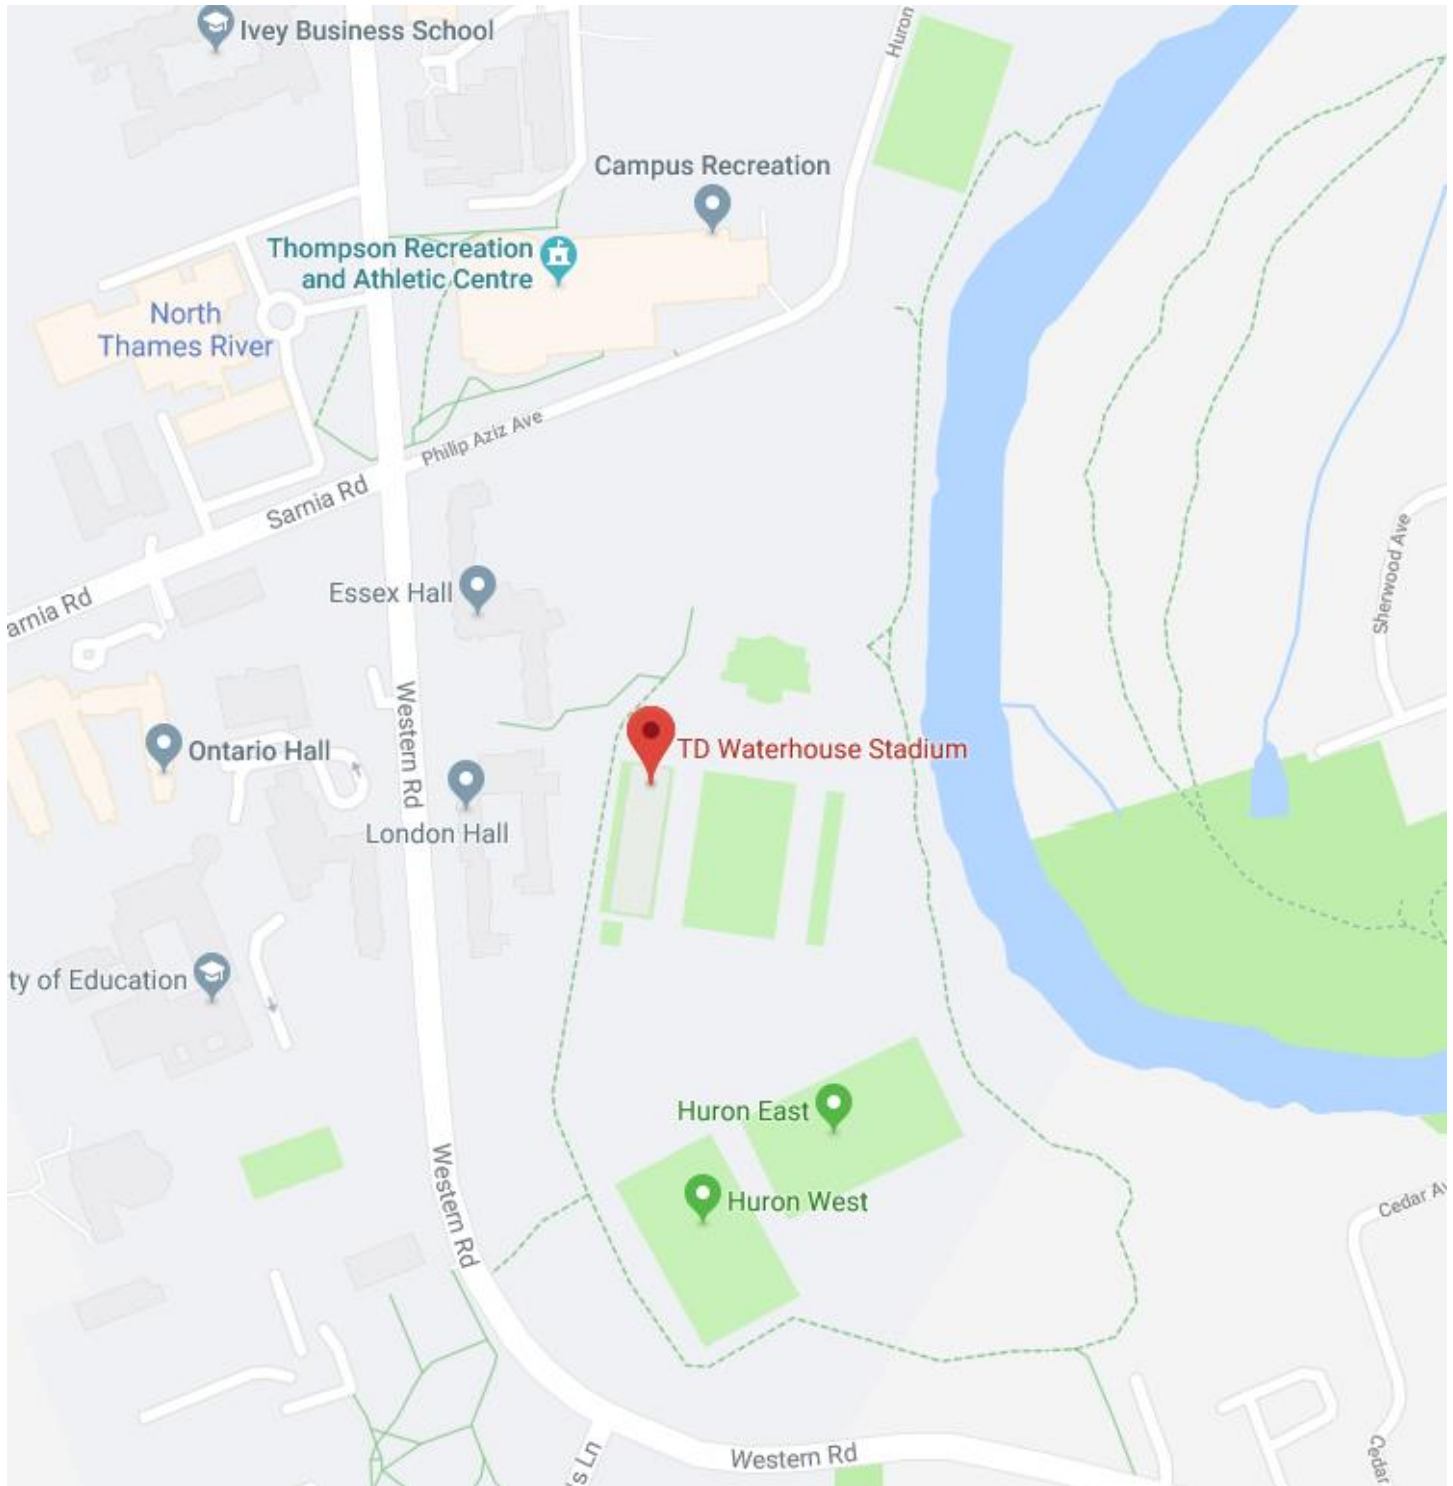 Ivey Business School
Huron
Campus Recreation
Thompson Recreation
and Athletic Centre
North
Thames River
Philip Aziz Ave
Sarnia Rd
Sherwood Ave
Essex Hall
arnia Rd
Western Rd
Ontario Hall
TD Waterhouse Stadium
London Hall
ty of Education
Huron East
Western Rd
Huron West
Cedar Av
Western Rd
s Ln
Cedar